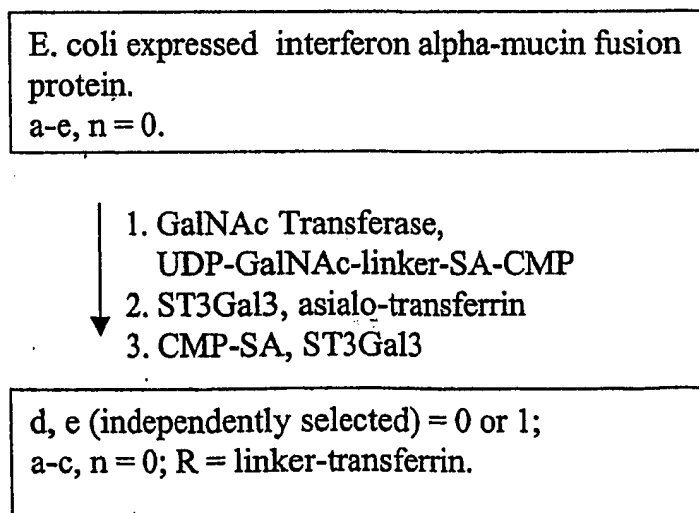 E. coli expressed interferon alpha-mucin fusion
protein.
a-e, n = 0.
1. GalNAc Transferase,
UDP-GalNAc-linker-SA-CMP
2. ST3Gal3, asialo-transferrin
3. CMP-SA, ST3Gal3
d, e (independently selected) = 0 or 1;
a-c, n = 0; R = linker-transferrin.